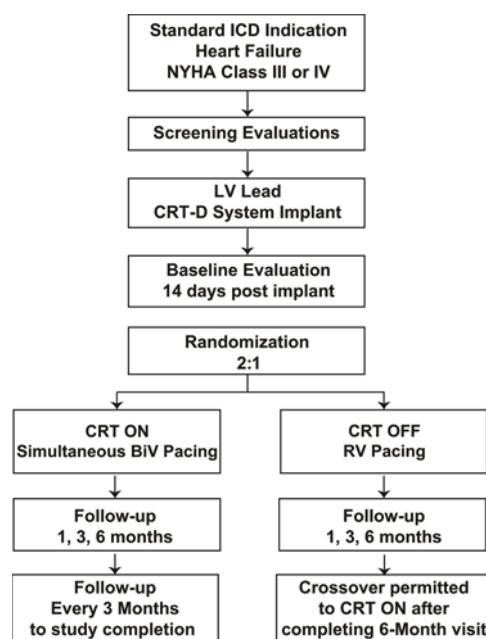 Standard ICD Indication
Heart Failure
NYHA Class III or IV
Screening Evaluations
LV Lead
CRT-D System Implant
Baseline Evaluation
14 days post implant
Randomization
2:1
CRT ON
Simultaneous BiV Pacing
CRT OFF
RV Pacing
Follow-up
1, 3, 6 months
Follow-up
1, 3, 6 months
Follow-up
Every 3 Months
to study completion
Crossover permitted
to CRT ON after
completing 6-Month visit